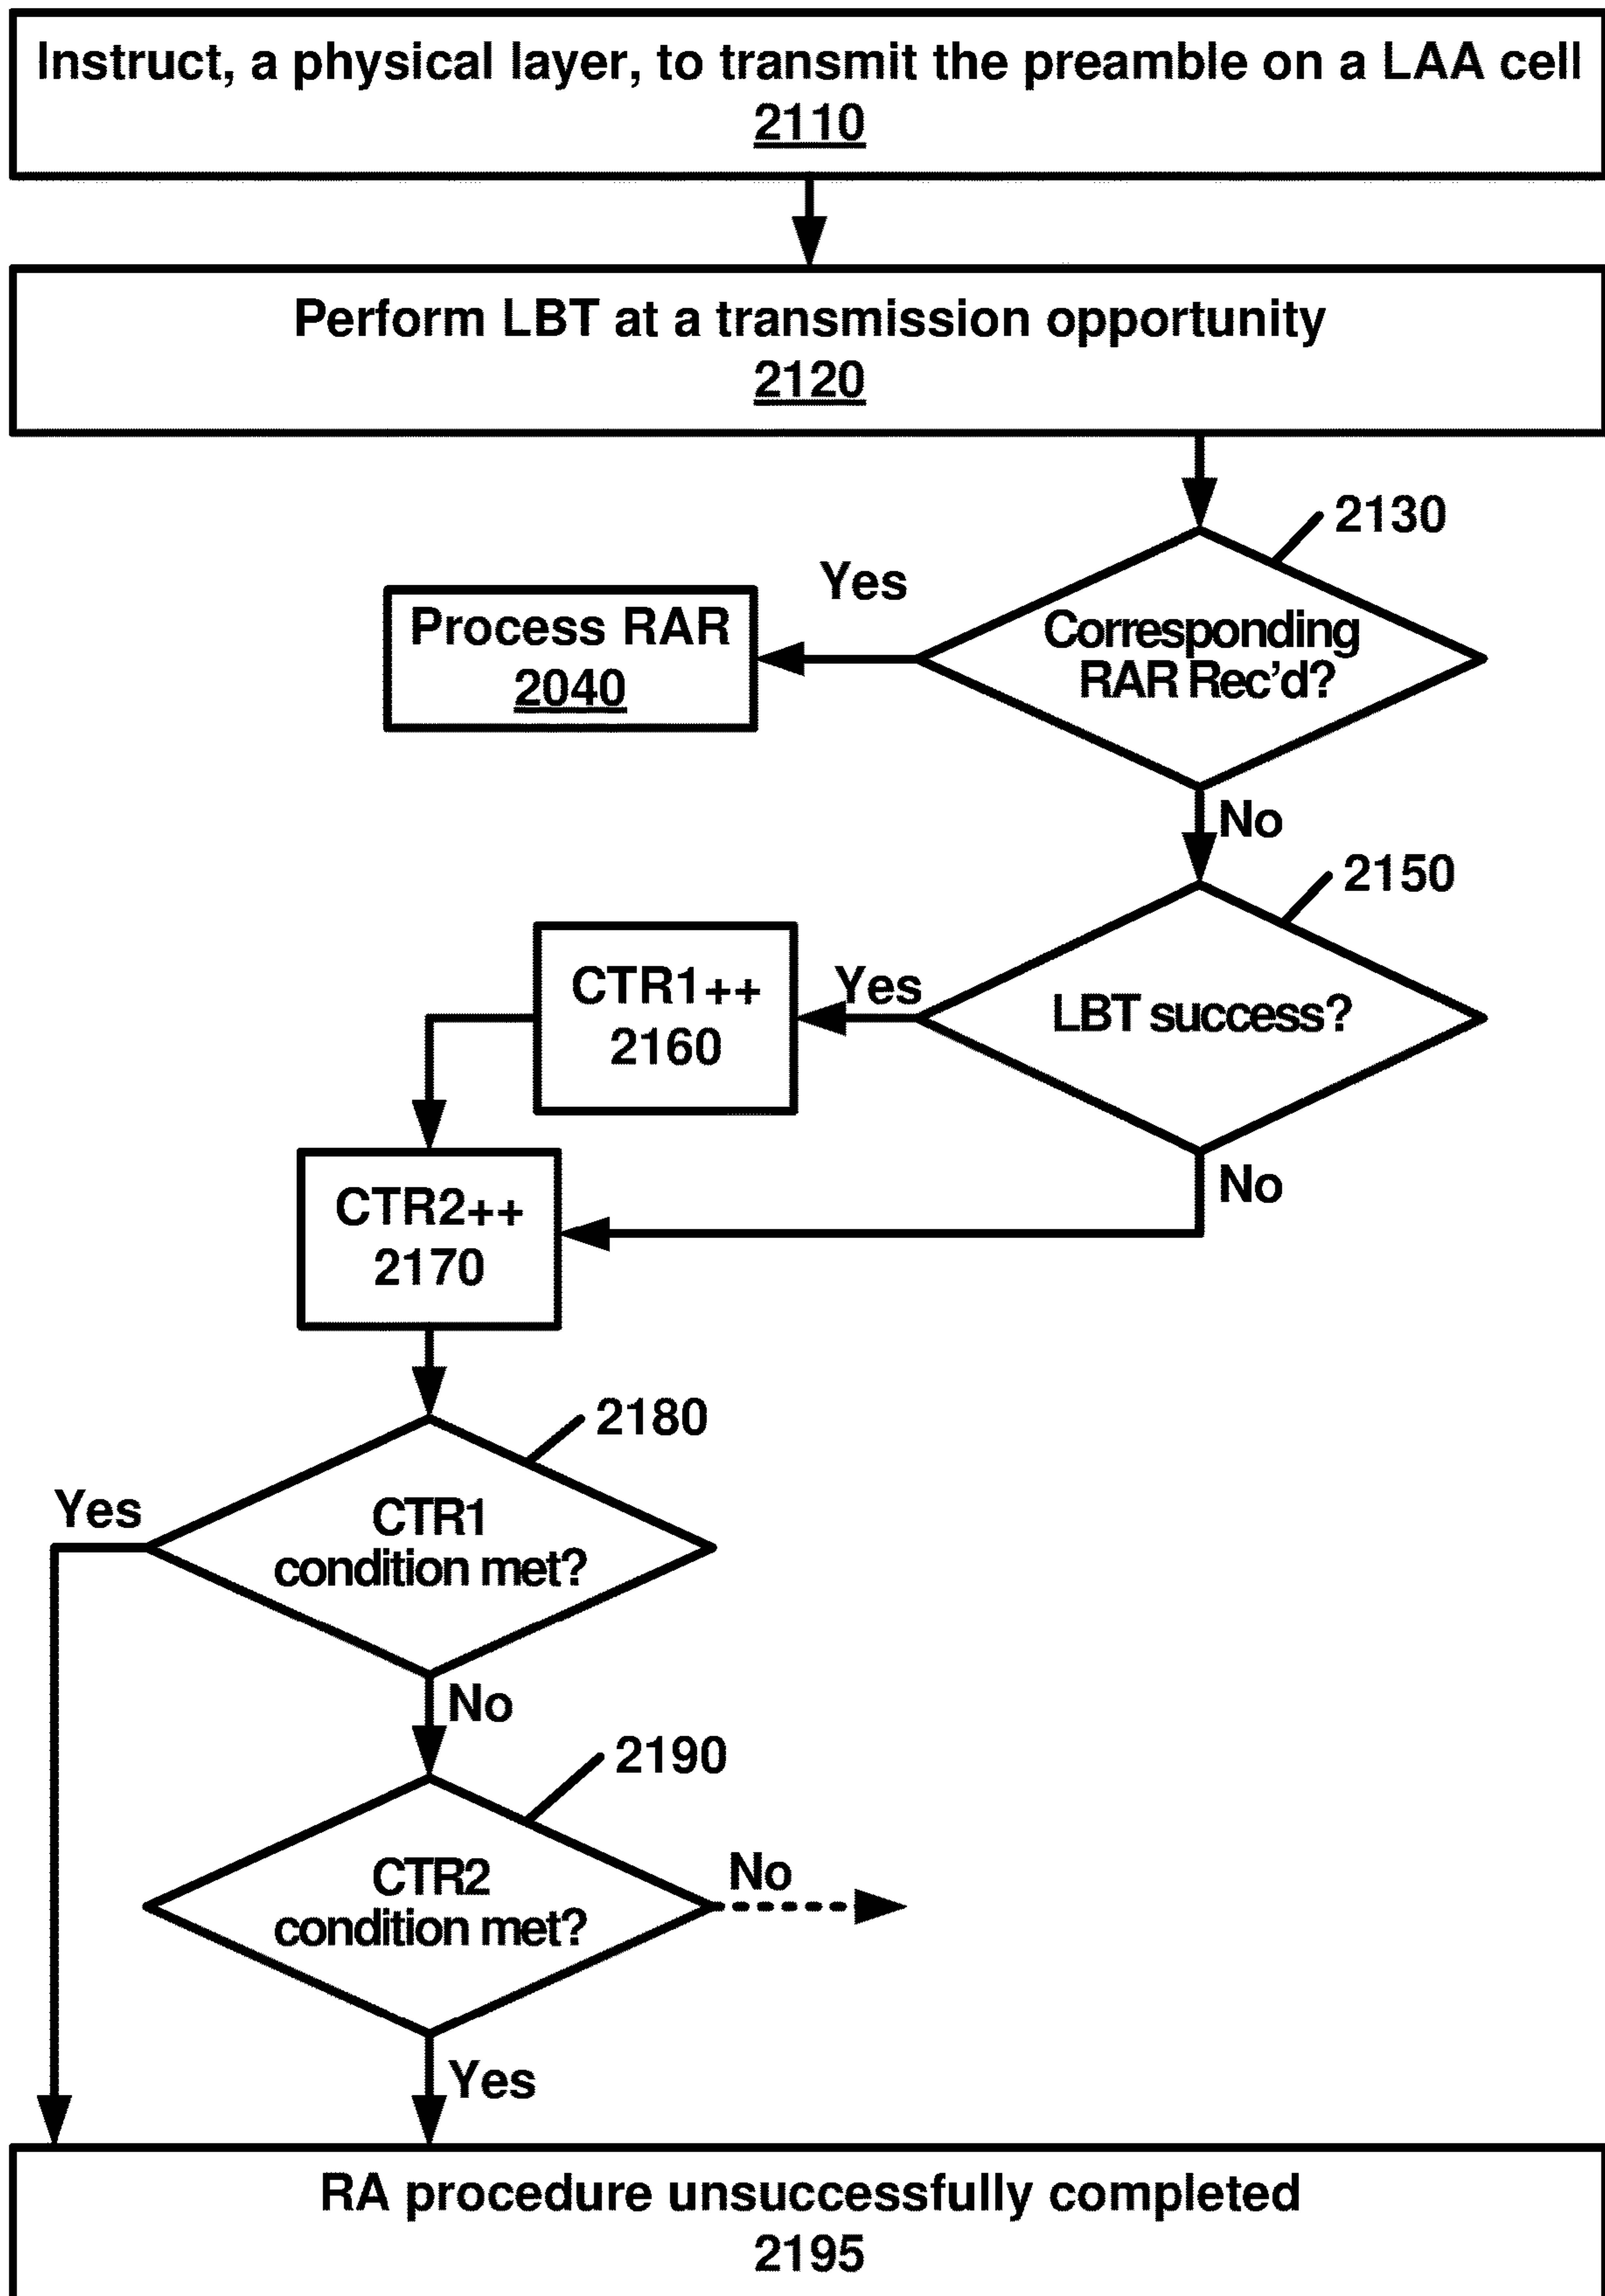 Instruct, a physical layer, to transmit the preamble on a LAA cell
2110
Perform LBT at a transmission opportunity
2120
2130
Yes
Corresponding
RAR Rec'd?
Process RAR
2040
No
2150
LBT success?
Yes
CTR1++
2160
No
CTR2++
2170
2180
CTR1
condition met?
Yes
No
2190
CTR2
condition met?
No
Yes
RA procedure unsuccessfully completed
2195